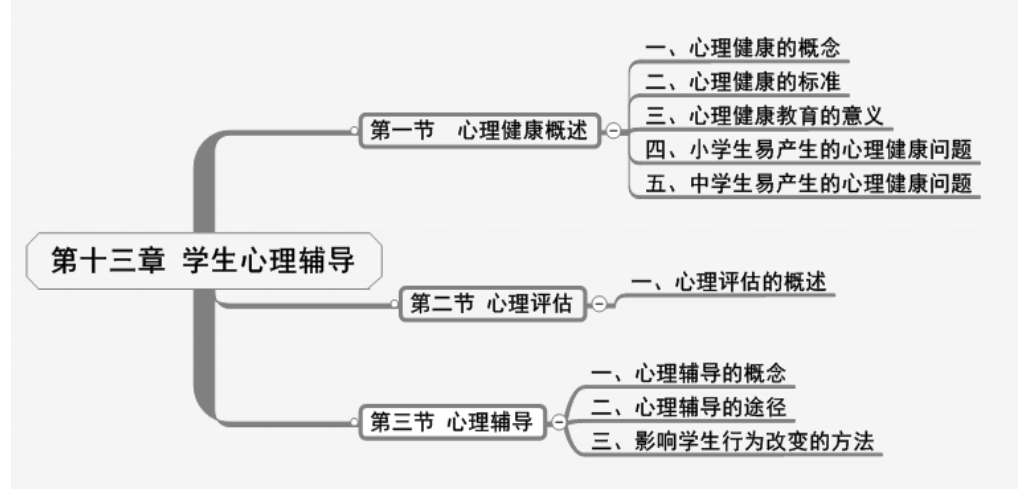 第十三章 学生心理辅导
第一节 心理健康概述
一、心理健康的概念
二、心理健康的标准
三、心理健康教育的意义
四、小学生易产生的心理健康问题
五、中学生易产生的心理健康问题
第二节 心理评估
一、心理评估的概述
第三节 心理辅导
一、心理辅导的概念
二、心理辅导的途径
三、影响学生行为改变的方法